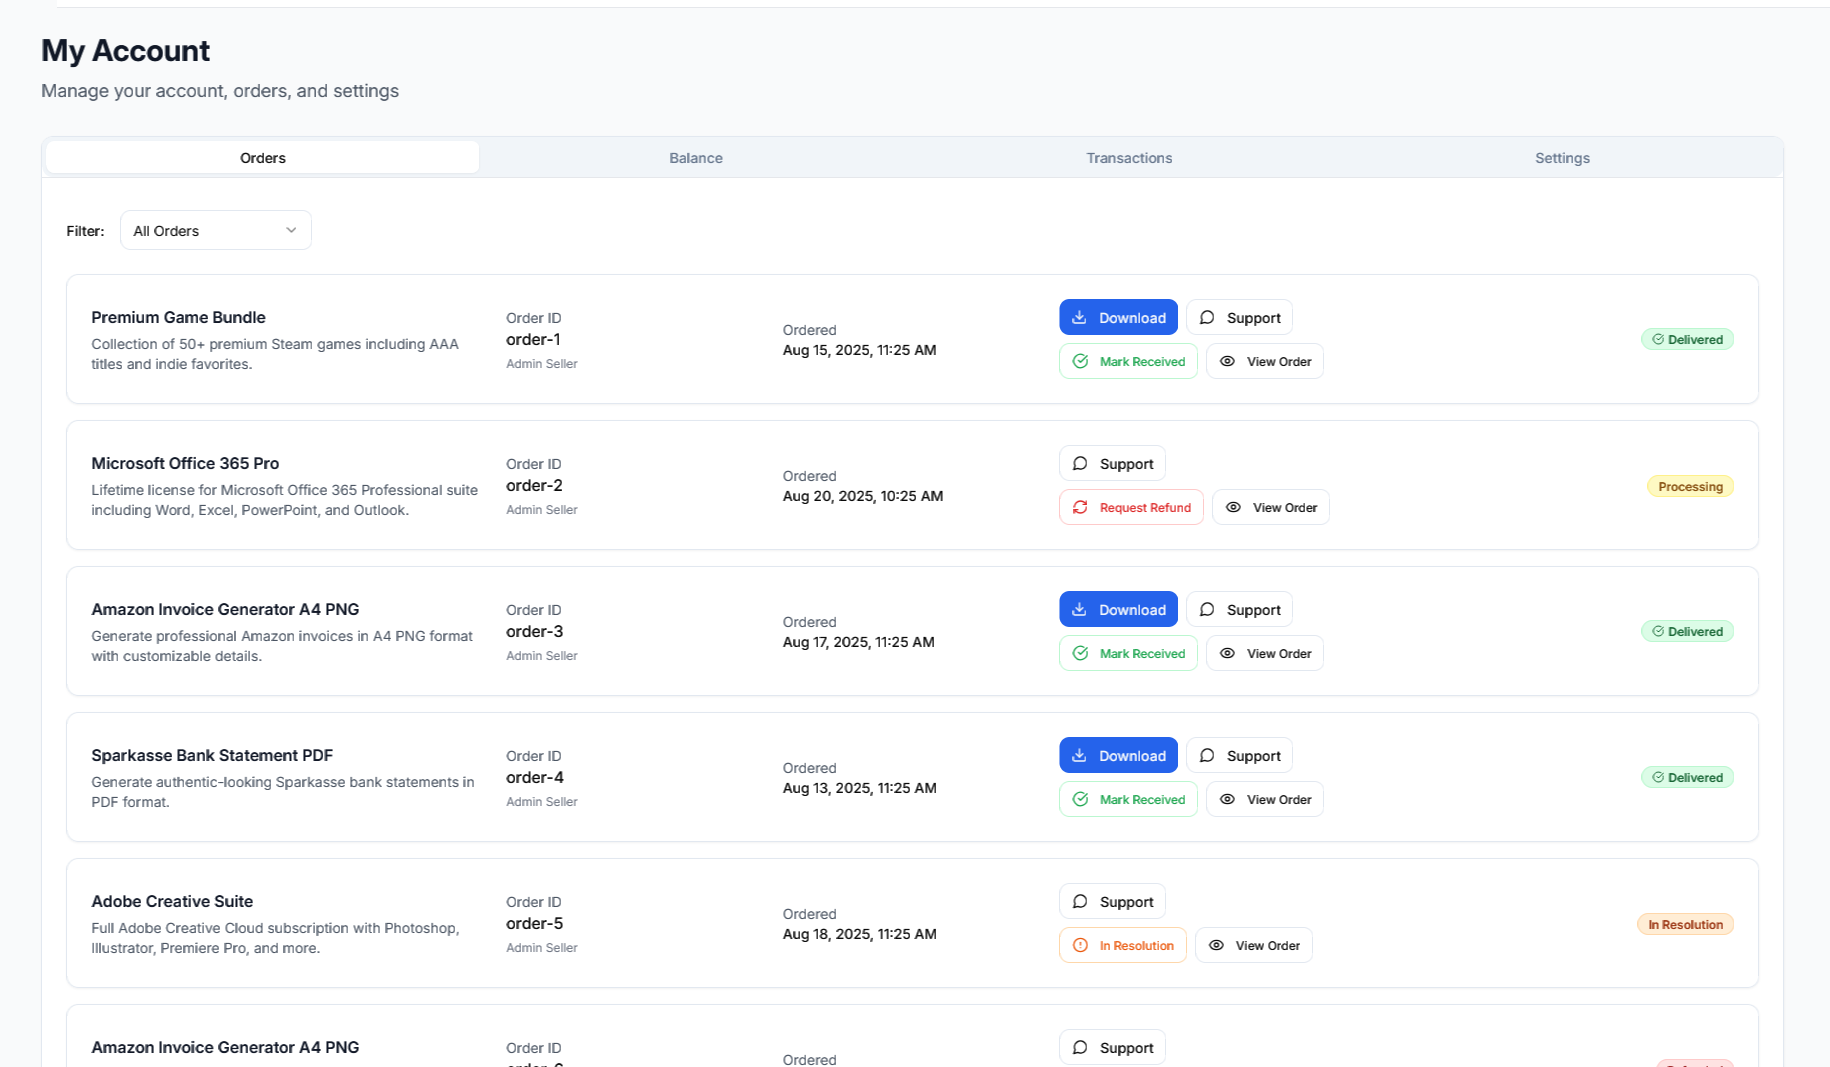 My Account
Manage your account, orders, and settings
Orders
Balance
Transactions
Settings
Filter:
All Orders
Premium Game Bundle
Collection of 50+ premium Steam games including AAA
titles and indie favorites.
Order ID
order-1
Admin Seller
Ordered
Aug 15, 2025, 11:25 AM
Download
Support
Mark Received
View Order
Delivered
Microsoft Office 365 Pro
Lifetime license for Microsoft Office 365 Professional suite
including Word, Excel, PowerPoint, and Outlook.
Order ID
order-2
Admin Seller
Ordered
Aug 20, 2025, 10:25 AM
Support
Request Refund
View Order
Processing
Amazon Invoice Generator A4 PNG
Generate professional Amazon invoices in A4 PNG format
with customizable details.
Order ID
order-3
Admin Seller
Ordered
Aug 17, 2025, 11:25 AM
Download
Support
Mark Received
View Order
Delivered
Sparkasse Bank Statement PDF
Generate authentic-looking Sparkasse bank statements in
PDF format.
Order ID
order-4
Admin Seller
Ordered
Aug 13, 2025, 11:25 AM
Download
Support
Mark Received
View Order
Delivered
Adobe Creative Suite
Full Adobe Creative Cloud subscription with Photoshop,
Illustrator, Premiere Pro, and more.
Order ID
order-5
Admin Seller
Ordered
Aug 18, 2025, 11:25 AM
Support
In Resolution
View Order
In Resolution
Amazon Invoice Generator A4 PNG
Order ID
Ordered
Support